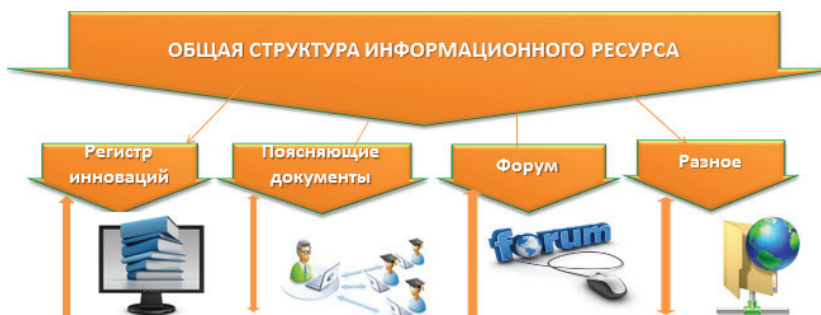 ОБЩАЯ СТРУКТУРА ИНФОРМАЦИОННОГО РЕСУРСА
Регистр
инноваций
Поясняющие
документы
Форум
Разное
forum